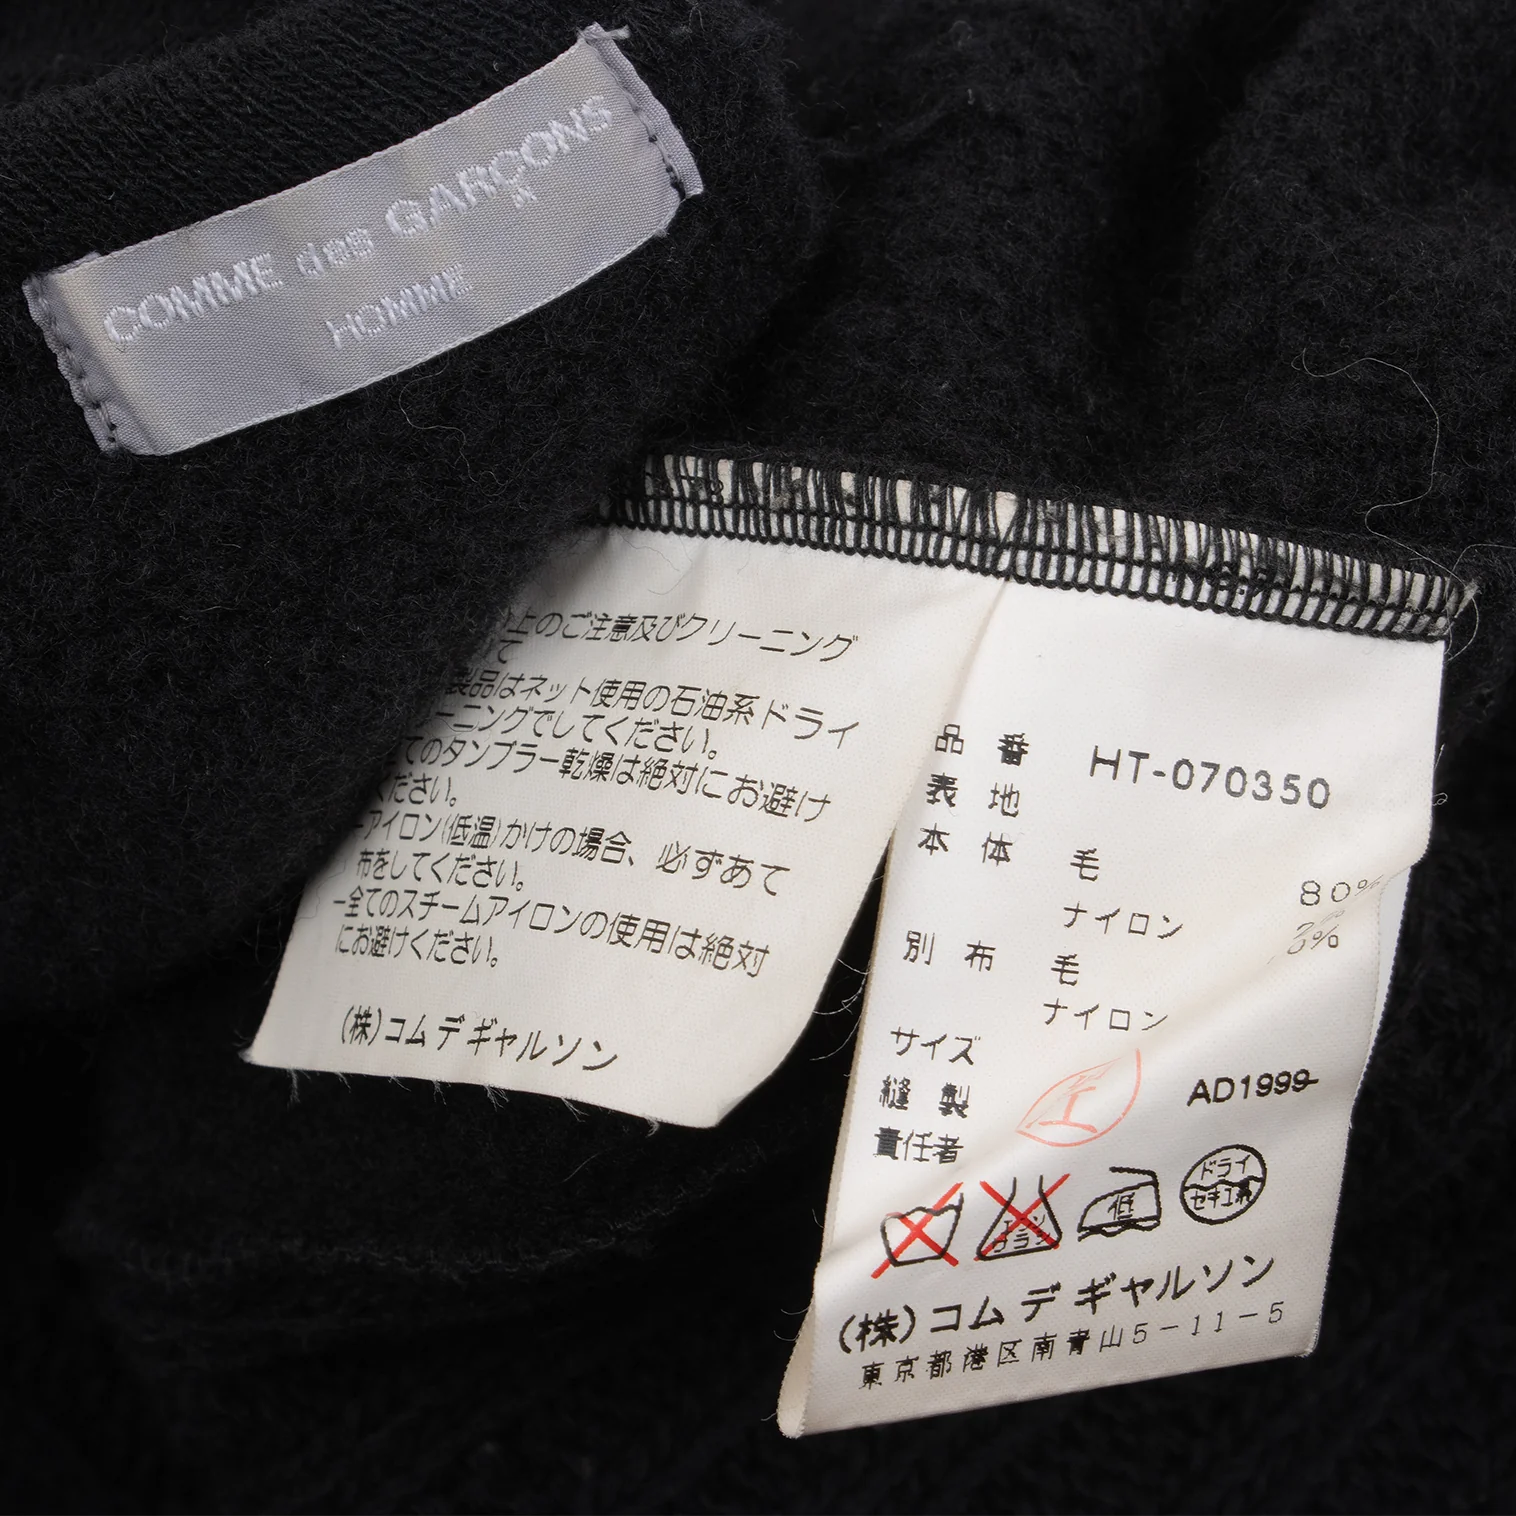 COMME des GARÇONS
HOMME
上のご注意及びクリーニング
て
製品はネット使用の石油系ドライ
ーニングでしてください。
てのタンブラー乾燥は絶対にお避け
ください。
アイロン(低温)かけの場合、必ずあて
布をしてください。
全てのスチームアイロンの使用は絶対
にお避けください。
(株)コムデギャルソン
品番 HT-070350
表地
本体 毛 80%
ナイロン
別布 毛
ナイロン
サイズ
縫製 AD1999
責任者
低
ドライ
セキユ系
(株)コムデギャルソン
東京都港区南青山5-11-5